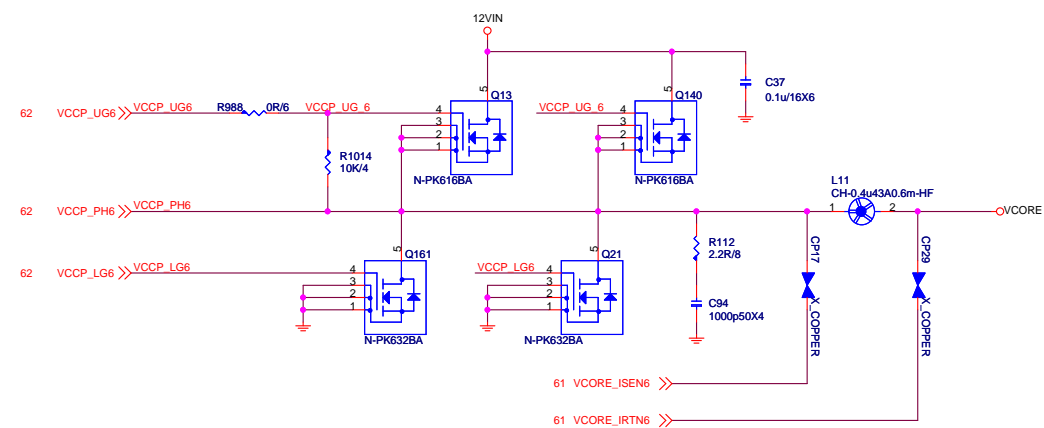 12VIN
5 5
Q13 Q140
C37
0.1u/16X6
62 VCCP_UG6 VCCP_UG6 R988 0R/6 VCCP_UG_6 4 VCCP_UG_6 4
3 3
2 2
1 1
R1014
10K/4
N-PK616BA N-PK616BA
L11
CH-0.4u43A0.6m-HF
62 VCCP_PH6 VCCP_PH6 1 2 VCORE
5 5
Q161 Q21
R112
2.2R/8
CP17 CP29
62 VCCP_LG6 VCCP_LG6 4 VCCP_LG6 4
3 3
2 2
1 1
C94
1000p50X4
X_COPPER X_COPPER
N-PK632BA N-PK632BA
61 VCORE_ISEN6
61 VCORE_IRTN6